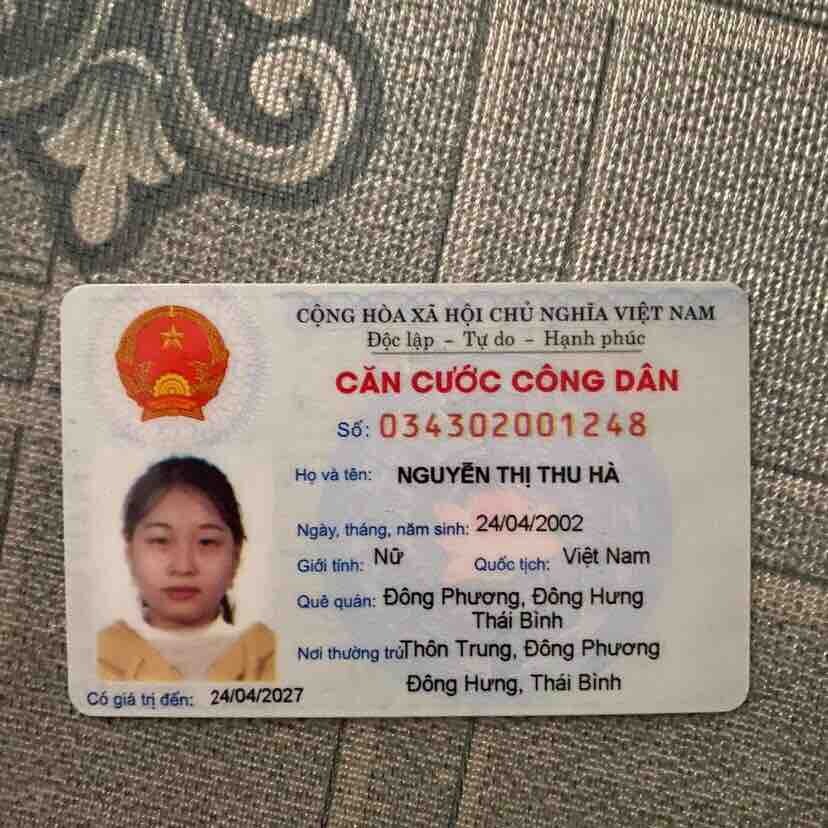 CỘNG HÒA XÃ HỘI CHỦ NGHĨA VIỆT NAM
Độc lập - Tự do - Hạnh phúc
CĂN CƯỚC CÔNG DÂN
Số: 034302001248
Họ và tên: NGUYỄN THỊ THU HÀ
Ngày, tháng, năm sinh: 24/04/2002
Giới tính: Nữ Quốc tịch: Việt Nam
Quê quán: Đông Phương, Đông Hưng
Thái Bình
Nơi thường trú: Thôn Trung, Đông Phương
Đông Hưng, Thái Bình
Có giá trị đến: 24/04/2027